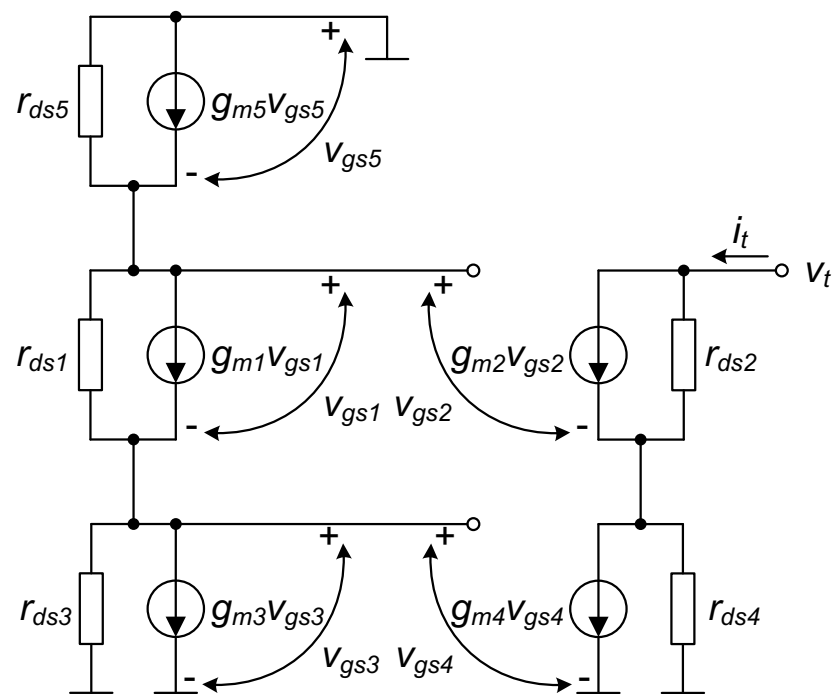 +
r_ds5 g_m5v_gs5
v_gs5
-
i_t
v_t
+ +
r_ds1 g_m1v_gs1 g_m2v_gs2 r_ds2
v_gs1 v_gs2
- -
+ +
r_ds3 g_m3v_gs3 g_m4v_gs4 r_ds4
v_gs3 v_gs4
- -